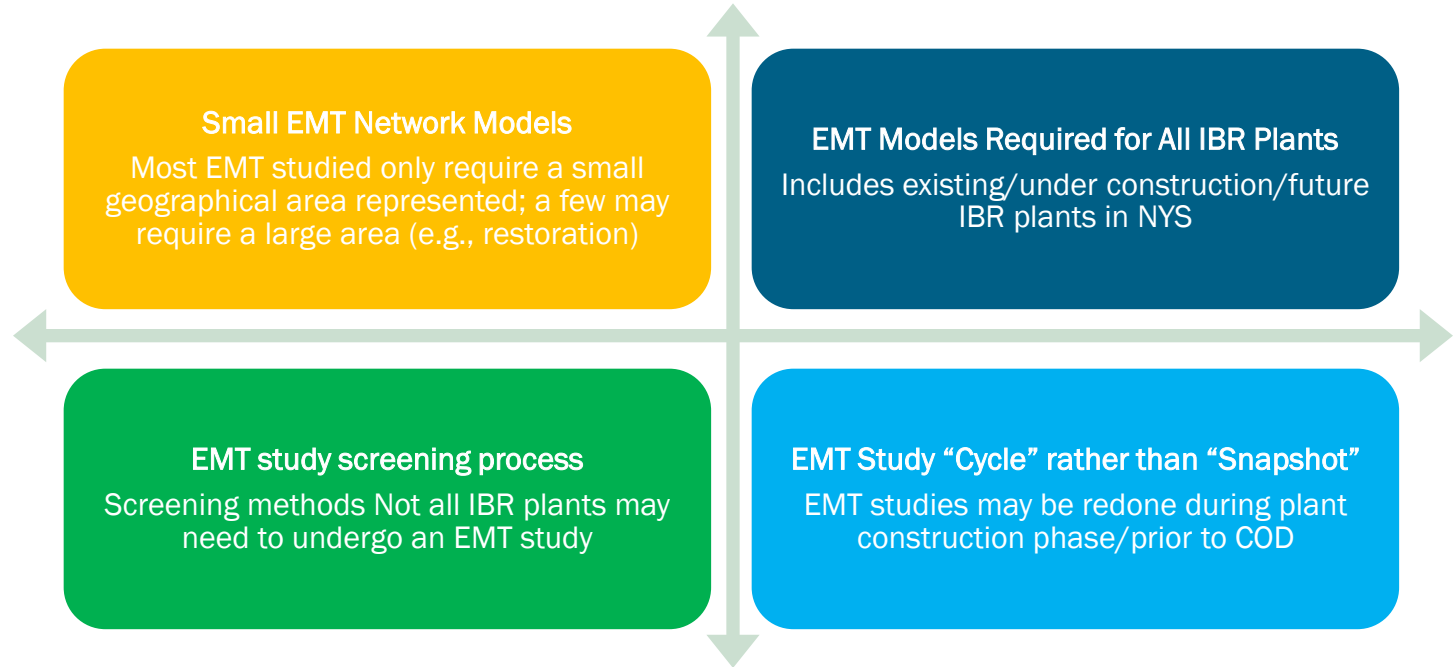 Small EMT Network Models
Most EMT studied only require a small
geographical area represented; a few may
require a large area (e.g., restoration)
EMT Models Required for All IBR Plants
Includes existing/under construction/future
IBR plants in NYS
EMT study screening process
Screening methods Not all IBR plants may
need to undergo an EMT study
EMT Study “Cycle” rather than “Snapshot”
EMT studies may be redone during plant
construction phase/prior to COD